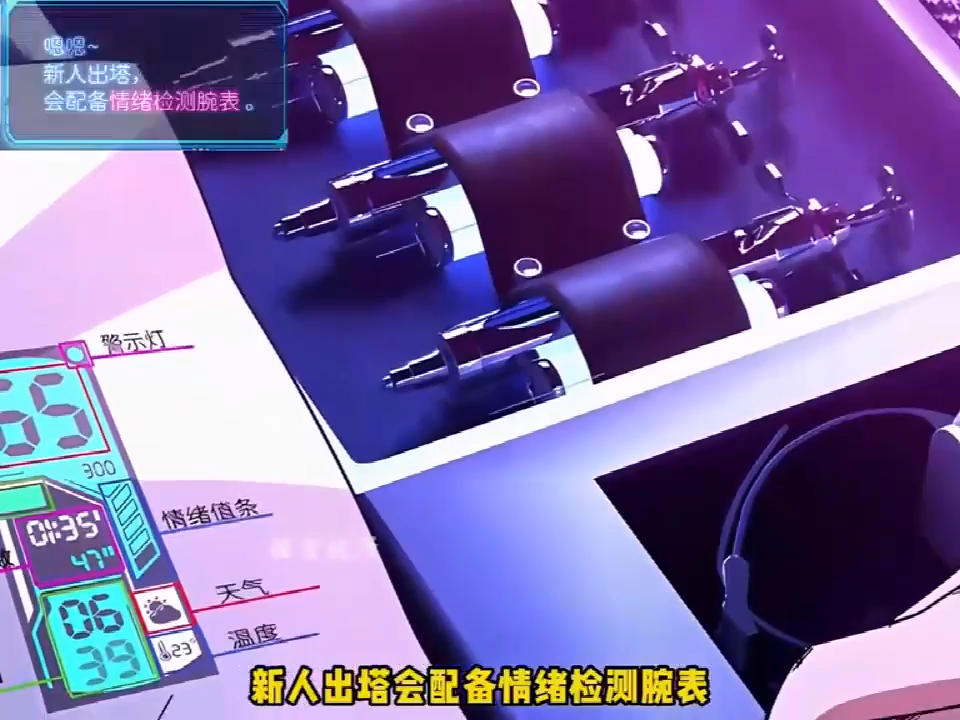 嗯嗯~
新人出塔,
会配备情绪检测腕表。
警示灯
65
300
01:35'
47"
情绪值条
数
天气
06
39
23°
温度
新人出塔会配备情绪检测腕表